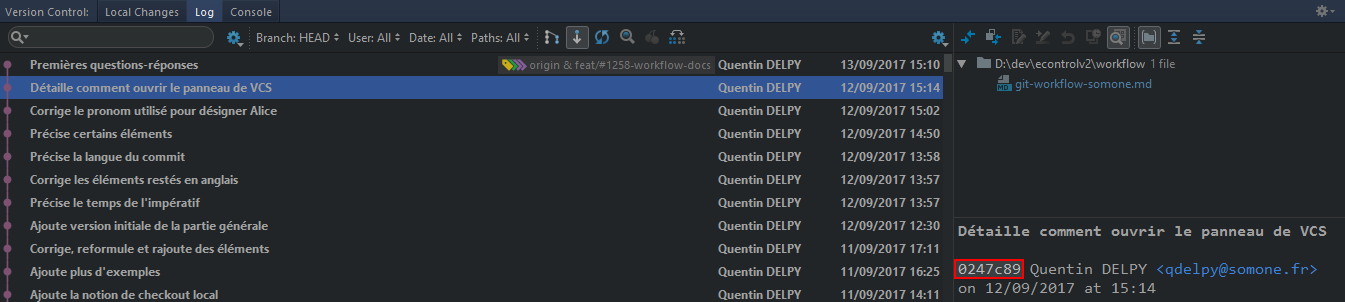 Version Control: Local Changes Log Console
Branch: HEAD User: All Date: All Paths: All
Premières questions-réponses origin & feat/#1258-workflow-docs Quentin DELPY 13/09/2017 15:10
Détaille comment ouvrir le panneau de VCS Quentin DELPY 12/09/2017 15:14
Corrige le pronom utilisé pour désigner Alice Quentin DELPY 12/09/2017 15:02
Précise certains éléments Quentin DELPY 12/09/2017 14:50
Précise la langue du commit Quentin DELPY 12/09/2017 13:58
Corrige les éléments restés en anglais Quentin DELPY 12/09/2017 13:57
Précise le temps de l'impératif Quentin DELPY 12/09/2017 13:57
Ajoute version initiale de la partie générale Quentin DELPY 12/09/2017 12:30
Corrige, reformule et rajoute des éléments Quentin DELPY 11/09/2017 17:11
Ajoute plus d'exemples Quentin DELPY 11/09/2017 16:25
Ajoute la notion de checkout local Quentin DELPY 11/09/2017 14:11
D:\dev\econtrolv2\workflow 1 file
MD git-workflow-somone.md
Détaille comment ouvrir le panneau de VCS
0247c89 Quentin DELPY <qdelpy@somone.fr>
on 12/09/2017 at 15:14